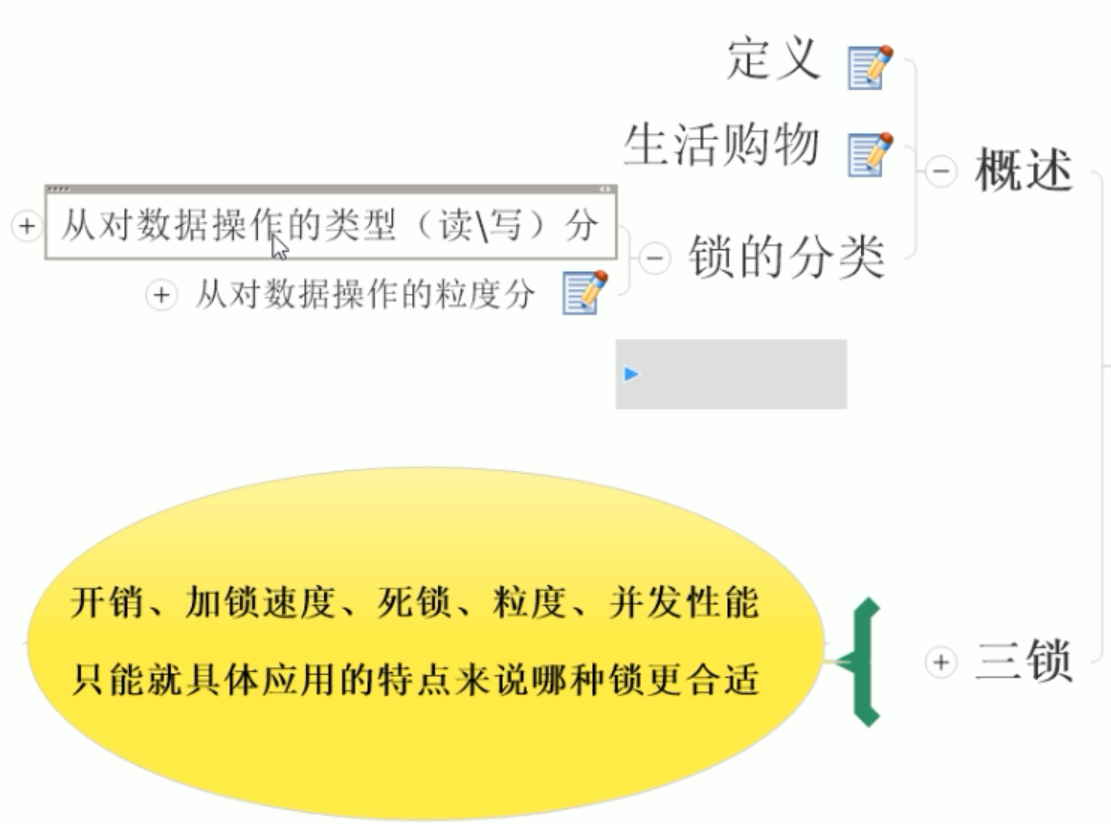 定义
生活购物
概述
从对数据操作的类型（读\写）分
锁的分类
从对数据操作的粒度分
开销、加锁速度、死锁、粒度、并发性能
只能就具体应用的特点来说哪种锁更合适
三锁